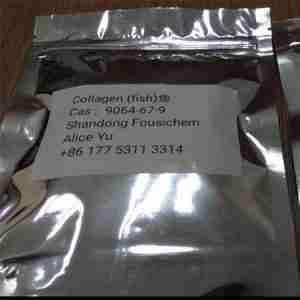 Collagen (fish)®
Cas : 9064-67-9
Shandong Fousichem
Alice Yu
+86 177 5311 3314